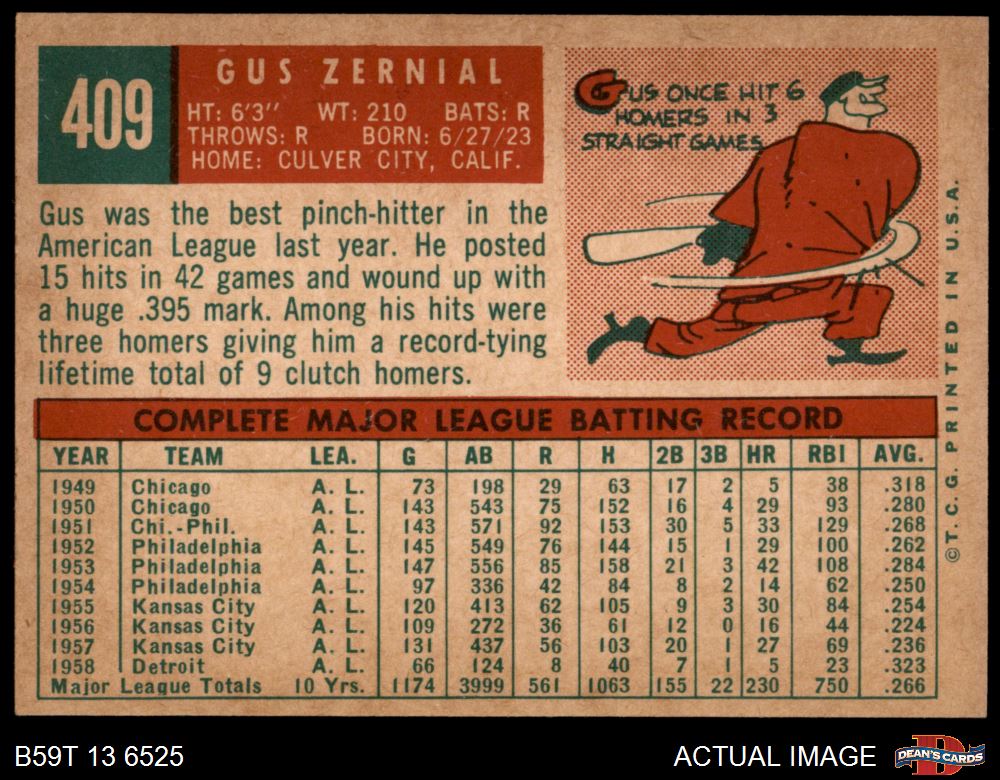 409
GUS ZERNIAL
HT: 6'3" WT: 210 BATS: R
THROWS: R BORN: 6/27/23
HOME: CULVER CITY, CALIF.
GUS ONCE HIT 6
HOMERS IN 3
STRAIGHT GAMES
Gus was the best pinch-hitter in the
American League last year. He posted
15 hits in 42 games and wound up with
a huge .395 mark. Among his hits were
three homers giving him a record-tying
lifetime total of 9 clutch homers.
COMPLETE MAJOR LEAGUE BATTING RECORD
YEAR TEAM LEA. G AB R H 2B 3B HR RBI AVG.
1949 Chicago A. L. 73 198 29 63 17 2 5 38 .318
1950 Chicago A. L. 143 543 75 152 16 4 29 93 .280
1951 Chi.-Phil. A. L. 143 571 92 153 30 5 33 129 .268
1952 Philadelphia A. L. 145 549 76 144 15 1 29 100 .262
1953 Philadelphia A. L. 147 556 85 158 21 3 42 108 .284
1954 Philadelphia A. L. 97 336 42 84 8 2 14 62 .250
1955 Kansas City A. L. 120 413 62 105 9 3 30 84 .254
1956 Kansas City A. L. 109 272 36 61 12 0 16 44 .224
1957 Kansas City A. L. 131 437 56 103 20 1 27 69 .236
1958 Detroit A. L. 66 124 8 40 7 1 5 23 .323
Major League Totals 10 Yrs. 1174 3999 561 1063 155 22 230 750 .266
©T. C. G. PRINTED IN U.S.A.
B59T 13 6525
ACTUAL IMAGE
DEAN'S CARDS